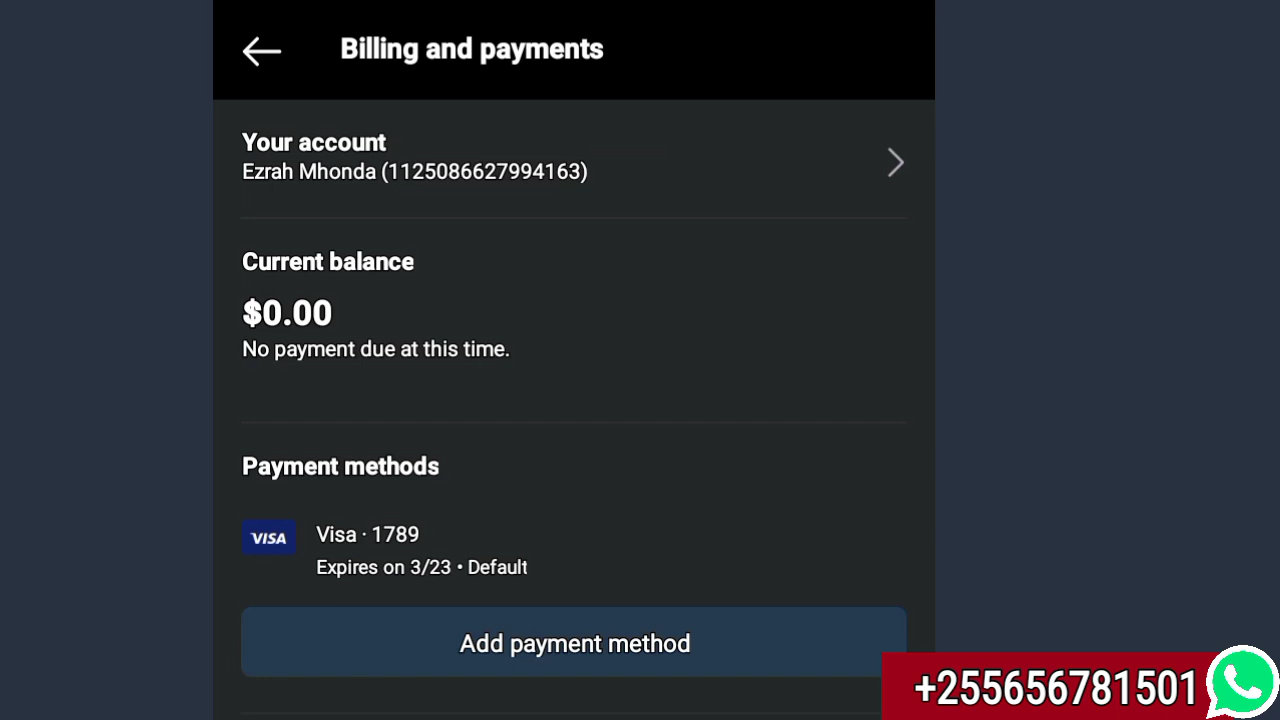 Billing and payments
Your account
Ezrah Mhonda (1125086627994163)
Current balance
$0.00
No payment due at this time.
Payment methods
VISA Visa · 1789
Expires on 3/23 • Default
Add payment method
+255656781501